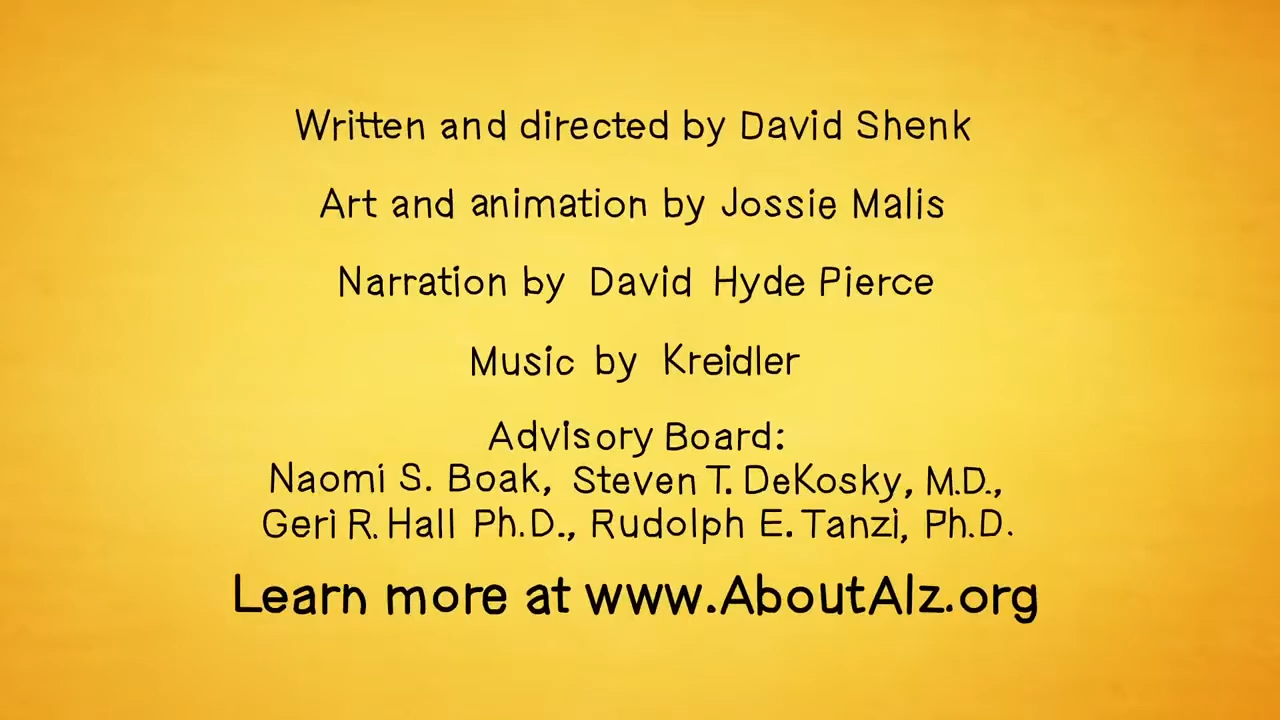 Written and directed by David Shenk
Art and animation by Jossie Malis
Narration by David Hyde Pierce
Music by Kreidler
Advisory Board:
Naomi S. Boak, Steven T. DeKosky, M.D.,
Geri R. Hall Ph.D., Rudolph E. Tanzi, Ph.D.
Learn more at www.AboutAlz.org